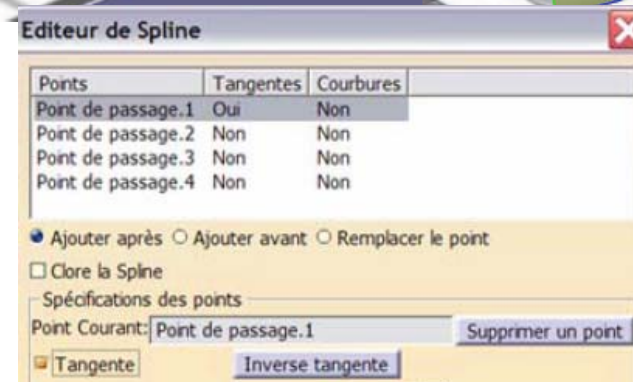 Editeur de Spline
Points Tangentes Courbures
Point de passage.1 Oui Non
Point de passage.2 Non Non
Point de passage.3 Non Non
Point de passage.4 Non Non
Ajouter après Ajouter avant Remplacer le point
Clore la Spline
Spécifications des points
Point Courant: Point de passage.1 Supprimer un point
Tangente Inverse tangente